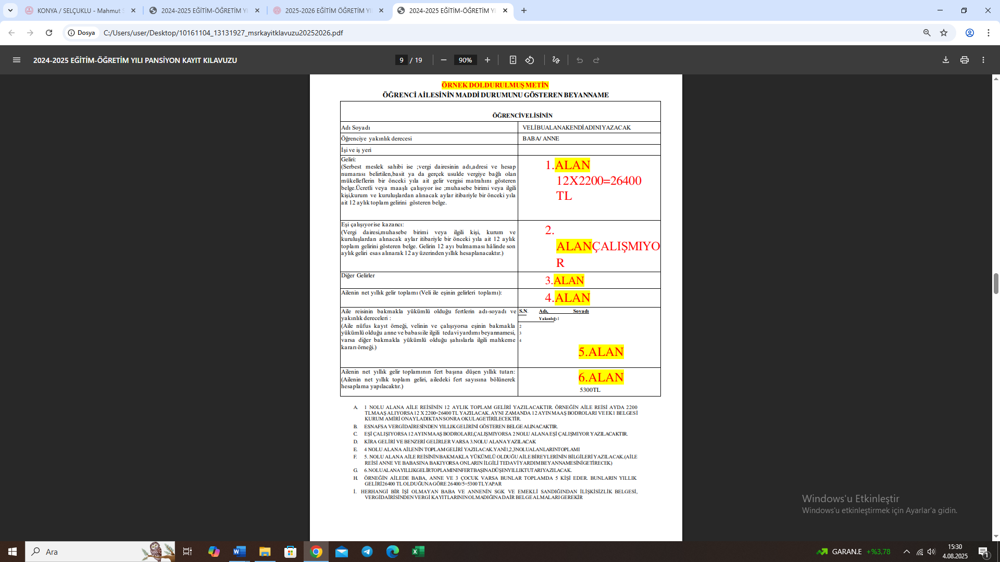 KONYA / SELÇUKLU - Mahmut S
2024-2025 EĞİTİM-ÖĞRETİM YI
2025-2026 EĞİTİM ÖĞRETİM YIL
2024-2025 EĞİTİM-ÖĞRETİM YI
Dosya
C:/Users/user/Desktop/10161104_13131927_msrkayitklavuzu20252026.pdf
2024-2025 EĞİTİM-ÖĞRETİM YILI PANSİYON KAYIT KILAVUZU
9 / 19
90%
ÖRNEK DOLDURULMUŞ METİN
ÖĞRENCİ AİLESİNİN MADDİ DURUMUNU GÖSTEREN BEYANNAME
ÖĞRENCİVELİSİNİN
Adı Soyadı
VELİBUALANAKENDİADINIYAZACAK
Öğrenciye yakınlık derecesi
BABA/ ANNE
İşi ve iş yeri
Geliri:
(Serbest meslek sahibi ise ;vergi dairesinin adı,adresi ve hesap
numarası belirtilen,basit ya da gerçek usulde vergiye bağlı olan
mükelleflerin bir önceki yıla ait gelir vergisi matrahını gösteren
belge.Ücretli veya maaşlı çalışıyor ise ;muhasebe birimi veya ilgili
kişi,kurum ve kuruluşlardan alınacak aylar itibariyle bir önceki yıla
ait 12 aylık toplam gelirini gösteren belge.
1.ALAN
12X2200=26400
TL
Eşi çalışıyorise kazancı:
(Vergi dairesi,muhasebe birimi veya ilgili kişi, kurum ve
kuruluşlardan alınacak aylar itibariyle bir önceki yıla ait 12 aylık
toplam gelirini gösteren belge. Gelirin 12 ayı bulmaması hâlinde son
aylık geliri esas alınarak 12 ay üzerinden yıllık hesaplanacaktır.)
2.
ALANÇALIŞMIYO
R
Diğer Gelirler
3.ALAN
Ailenin net yıllık gelir toplamı (Veli ile eşinin gelirleri toplamı):
4.ALAN
Aile reisinin bakmakla yükümlü olduğu fertlerin adı-soyadı ve
yakınlık dereceleri :
(Aile nüfus kayıt örneği, velinin ve çalışıyorsa eşinin bakmakla
yükümlü olduğu anne ve babası ile ilgili tedavi yardımı beyannamesi,
varsa diğer bakmakla yükümlü olduğu şahıslarla ilgili mahkeme
kararı örneği.)
S.N. Adı, Soyadı
Yakınlığı1
2
3
4
5.ALAN
Ailenin net yıllık gelir toplamının fert başına düşen yıllık tutarı:
(Ailenin net yıllık toplam geliri, ailedeki fert sayısına bölünerek
hesaplama yapılacaktır.)
6.ALAN
5300TL
A. 1 NOLU ALANA AİLE REİSİNİN 12 AYLIK TOPLAM GELİRİ YAZILACAKTIR. ÖRNEĞİN AİLE REİSİ AYDA 2200
TLMAAŞ ALIYORSA 12 X 2200=26400 TL YAZILACAK. AYNI ZAMANDA 12 AYIN MAAŞ BODROLARI VE EK1 BELGESİ
KURUM AMİRİ ONAYLADIKTAN SONRA OKULAGETİRİLECEKTİR.
B. ESNAFSA VERGİDAİRESİNDEN YILLIK GELİRİNİ GÖSTEREN BELGE ALINACAKTIR.
C. EŞİ ÇALIŞIYORSA 12 AYIN MAAŞ BODROLARI,ÇALIŞMIYORSA 2 NOLU ALANA EŞİ ÇALIŞMIYOR YAZILACAKTIR.
D. KİRA GELİRİ VE BENZERİ GELİRLER VARSA 3.NOLU ALANA YAZILACAK
E. 4 NOLU ALANA AİLENİN TOPLAM GELİRİ YAZILACAK.YANİ1,2,3NOLUALANLARINTOPLAMI
F. 5. NOLU ALANA AİLE REİSİNİN BAKMAKLA YÜKÜMLÜ OLDUĞU AİLE BİREYLERİNİN BİLGİLERİ YAZILACAK.(AİLE
REİSİ ANNE VE BABASINA BAKIYORSA ONLARIN İLGİLİ TEDAVİ YARDIM BEYANNAMESİNİGETİRECEK)
G. 6.NOLUALANAYILLIKGELİRTOPLAMININFERTBAŞINADÜŞENYILLIKTUTARIYAZILACAK.
H. ÖRNEĞİN AİLEDE BABA, ANNE VE 3 ÇOCUK VARSA BUNLAR TOPLAMDA 5 KİŞİ EDER. BUNLARIN YILLIK
GELİRİ26400 TL OLDUĞUNA GÖRE 26400/5=5300 TL YAPAR
İ. HERHANGİ BİR İŞİ OLMAYAN BABA VE ANNENİN SGK VE EMEKLİ SANDIĞINDAN İLİŞKİSİZLİK BELGESİ,
VERGİDAİRİSİNDEN VERGİ KAYITLARININ OLMADIĞINA DAİR BELGE ALMALARI GEREKİR
Windows'u Etkinleştir
Windows'u etkinleştirmek için Ayarlar'a gidin.
Ara
GARAN.E +%3,78
15:30
4.08.2025
1